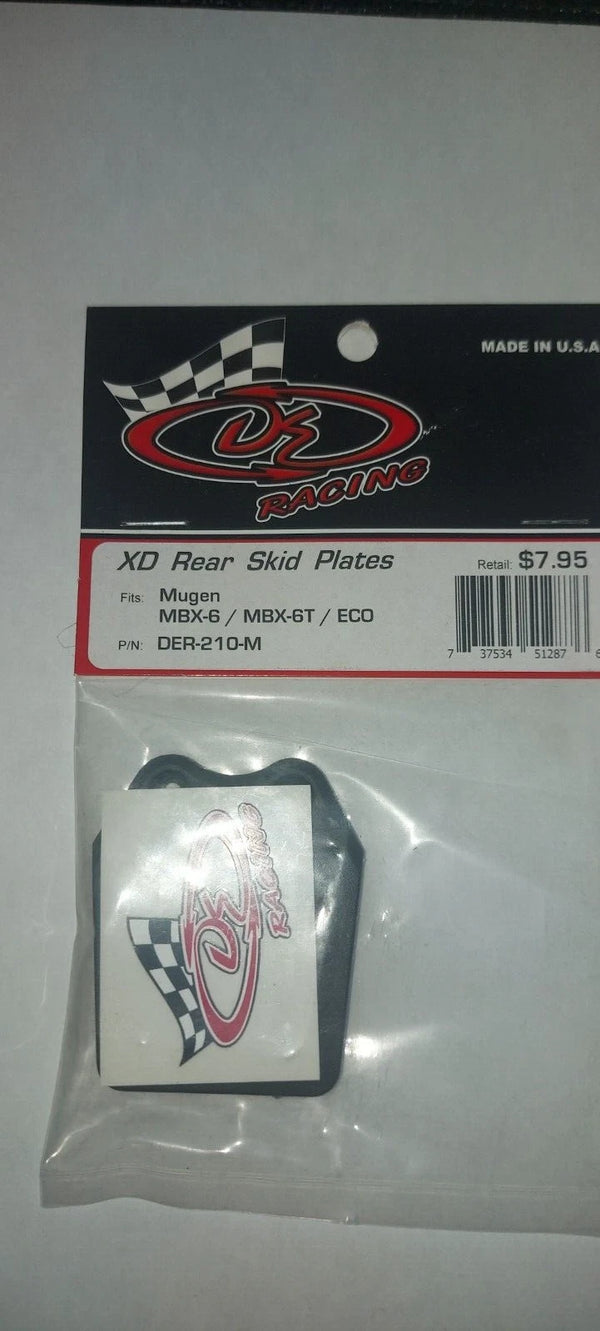 MADE IN U.S.A
DE
RACING
XD Rear Skid Plates
Retail: $7.95
Fits: Mugen
MBX-6 / MBX-6T / ECO
P/N: DER-210-M
7 37534 51287 6
DE
RACING